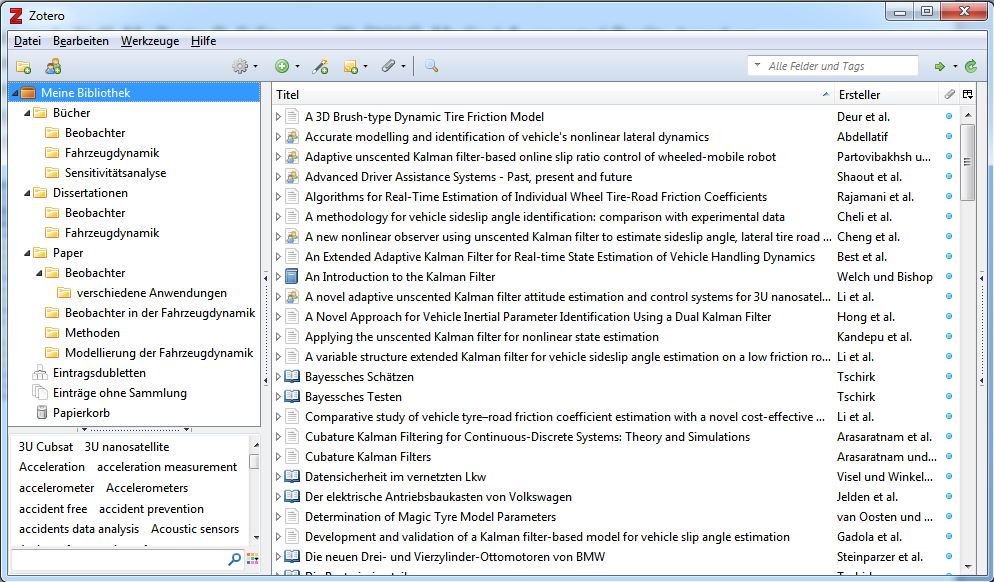 Zotero
Datei Bearbeiten Werkzeuge Hilfe
Alle Felder und Tags
Meine Bibliothek
Bücher
Beobachter
Fahrzeugdynamik
Sensitivitätsanalyse
Dissertationen
Beobachter
Fahrzeugdynamik
Paper
Beobachter
verschiedene Anwendungen
Beobachter in der Fahrzeugdynamik
Methoden
Modellierung der Fahrzeugdynamik
Eintragsdubletten
Einträge ohne Sammlung
Papierkorb
3U Cubsat 3U nanosatellite
Acceleration acceleration measurement
accelerometer Accelerometers
accident free accident prevention
accidents data analysis Acoustic sensors
Titel Ersteller
A 3D Brush-type Dynamic Tire Friction Model Deur et al.
Accurate modelling and identification of vehicle's nonlinear lateral dynamics Abdellatif
Adaptive unscented Kalman filter-based online slip ratio control of wheeled-mobile robot Partovibakhsh u...
Advanced Driver Assistance Systems - Past, present and future Shaout et al.
Algorithms for Real-Time Estimation of Individual Wheel Tire-Road Friction Coefficients Rajamani et al.
A methodology for vehicle sideslip angle identification: comparison with experimental data Cheli et al.
A new nonlinear observer using unscented Kalman filter to estimate sideslip angle, lateral tire road ... Cheng et al.
An Extended Adaptive Kalman Filter for Real-time State Estimation of Vehicle Handling Dynamics Best et al.
An Introduction to the Kalman Filter Welch und Bishop
A novel adaptive unscented Kalman filter attitude estimation and control systems for 3U nanosatel... Li et al.
A Novel Approach for Vehicle Inertial Parameter Identification Using a Dual Kalman Filter Hong et al.
Applying the unscented Kalman filter for nonlinear state estimation Kandepu et al.
A variable structure extended Kalman filter for vehicle sideslip angle estimation on a low friction ro... Li et al.
Bayessches Schätzen Tschirk
Bayessches Testen Tschirk
Comparative study of vehicle tyre–road friction coefficient estimation with a novel cost-effective ... Li et al.
Cubature Kalman Filtering for Continuous-Discrete Systems: Theory and Simulations Arasaratnam et al.
Cubature Kalman Filters Arasaratnam und...
Datensicherheit im vernetzten Lkw Visel und Winkel...
Der elektrische Antriebsbaukasten von Volkswagen Jelden et al.
Determination of Magic Tyre Model Parameters van Oosten und ...
Development and validation of a Kalman filter-based model for vehicle slip angle estimation Gadola et al.
Die neuen Drei- und Vierzylinder-Ottomotoren von BMW Steinparzer et al.